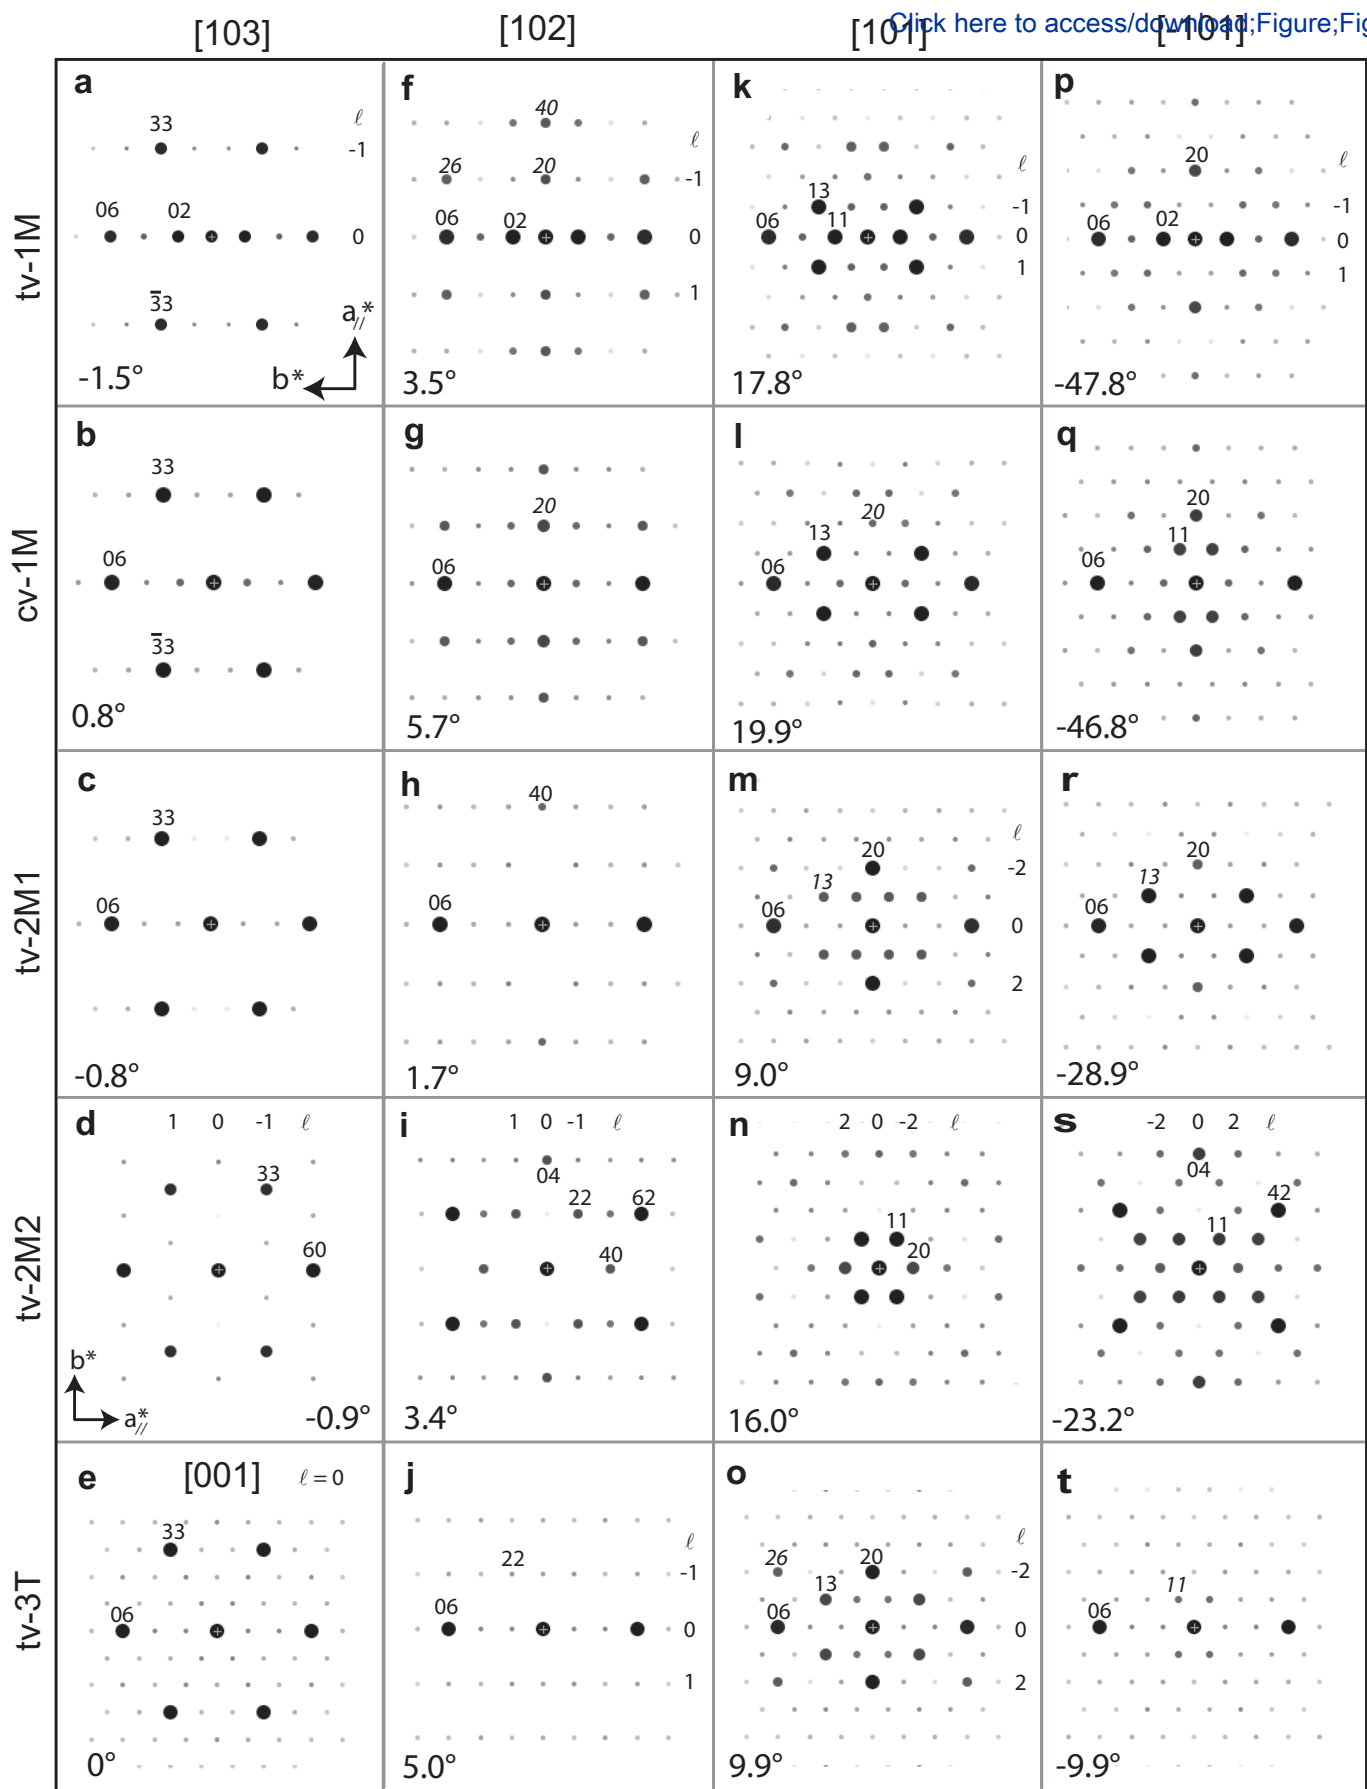 [103] [102] [101] [-101]
Click here to access/download;Figure;Fig
tv-1M
a 33 ℓ -1
06 02 0
3̅3
a//*
b*
-1.5°
f 40 ℓ
26 20 -1
06 02 0
1
3.5°
k ℓ
13 -1
06 11 0
1
17.8°
p 20 ℓ
-1
06 02 0
1
-47.8°
cv-1M
b 33
06
3̅3
0.8°
g 20
06
5.7°
l 20
13
06
19.9°
q 20
11
06
-46.8°
tv-2M1
c 33
06
-0.8°
h 40
06
1.7°
m ℓ
20 -2
13
06 0
2
9.0°
r 20
13
06
-28.9°
tv-2M2
d 1 0 -1 ℓ
33
60
b*
a//*
-0.9°
i 1 0 -1 ℓ
04
22 62
40
3.4°
n 2 0 -2 ℓ
11
20
16.0°
s -2 0 2 ℓ
04
42
11
-23.2°
tv-3T
e [001] ℓ = 0
33
06
0°
j ℓ
22 -1
06 0
1
5.0°
o ℓ
26 20 -2
13
06 0
2
9.9°
t 11
06
-9.9°